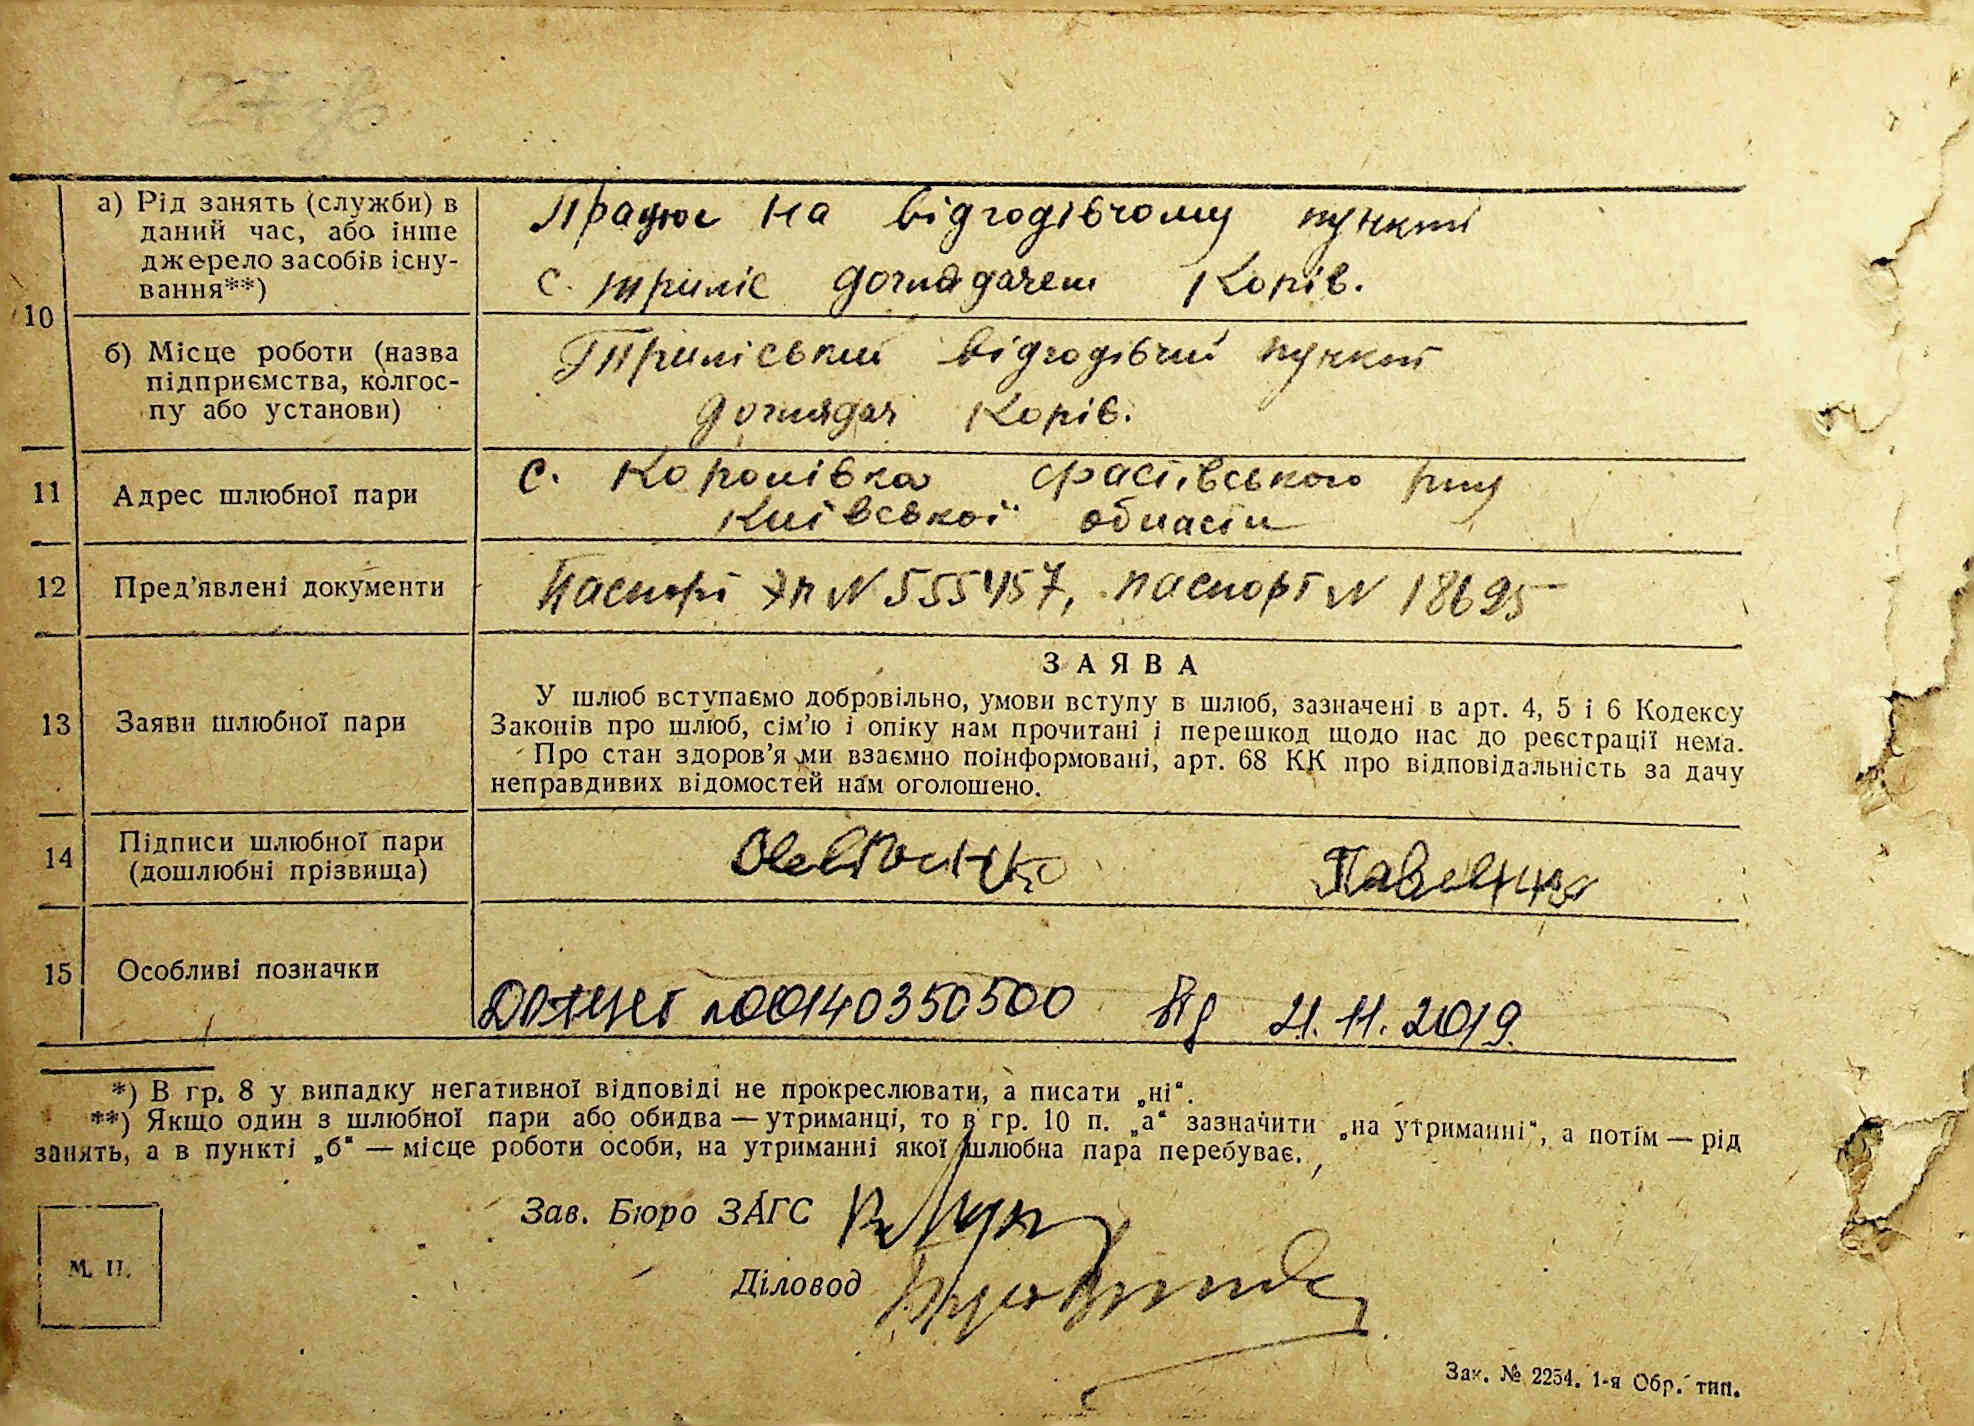 127 зв
10
а) Рід занять (служби) в
даний час, або інше
джерело засобів існу-
вання**)
Працює на відгодівчому пункті
с. триліс доглядачем Корів.
б) Місце роботи (назва
підприємства, колгос-
пу або установи)
Триліський відгодівчий пункт
доглядач Корів.
11 Адрес шлюбної пари
с. Королівка фастівського р-ну
Київської области
12 Пред’явлені документи
Паспорт № 555457, паспорт № 18695
13 Заяви шлюбної пари
ЗАЯВА
У шлюб вступаємо добровільно, умови вступу в шлюб, зазначені в арт. 4, 5 і 6 Кодексу
Законів про шлюб, сім’ю і опіку нам прочитані і перешкод щодо нас до реєстрації нема.
Про стан здоров’я ми взаємно поінформовані, арт. 68 КК про відповідальність за дачу
неправдивих відомостей нам оголошено.
14 Підписи шлюбної пари
(дошлюбні прізвища)
15 Особливі позначки
00140350500 Від 21.11.2019
*) В гр. 8 у випадку негативної відповіді не прокреслювати, а писати „ні“.
**) Якщо один з шлюбної пари або обидва — утриманці, то в гр. 10 п. „а“ зазначити „на утриманні“, а потім — рід
занять, а в пункті „б“ — місце роботи особи, на утриманні якої шлюбна пара перебуває.
Зав. Бюро ЗАГС
Діловод
М. П.
Зак. № 2254. 1-я Обр. тип.